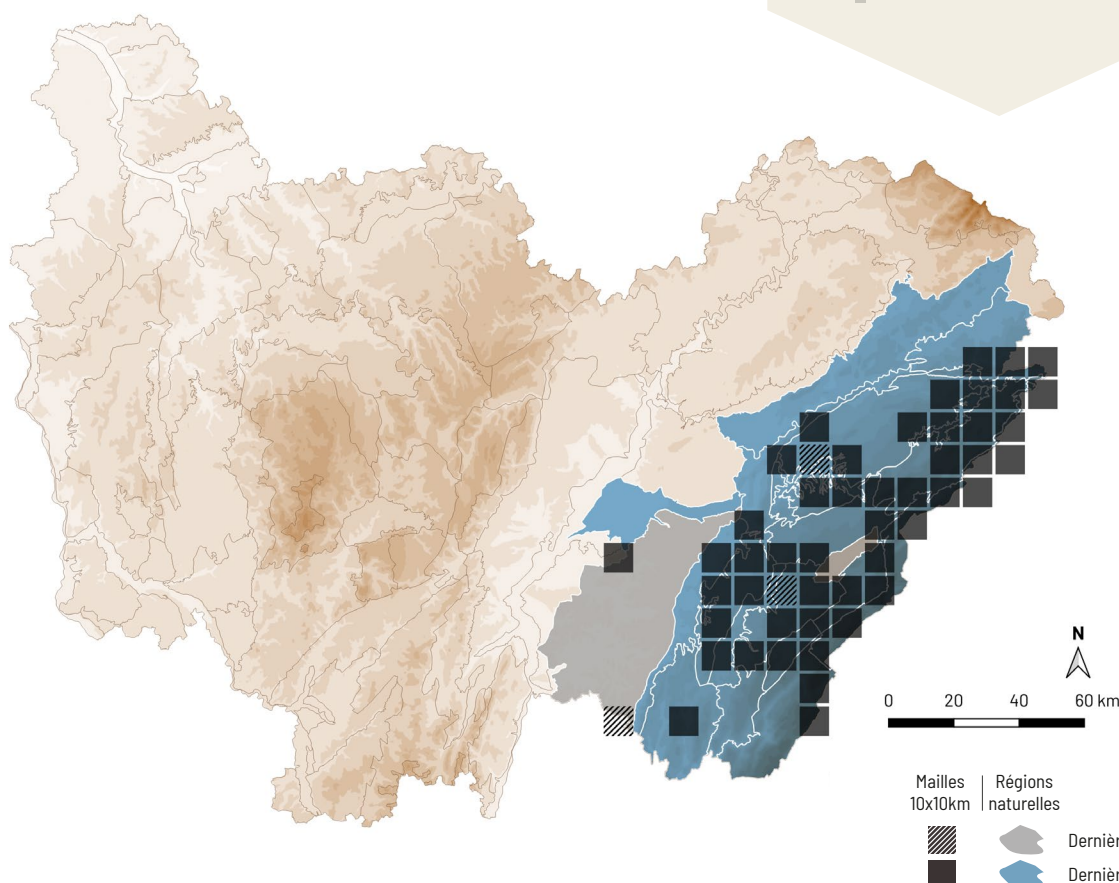 N
0 20 40 60 km
Mailles | Régions
10x10km | naturelles
Dernièr
Dernièr